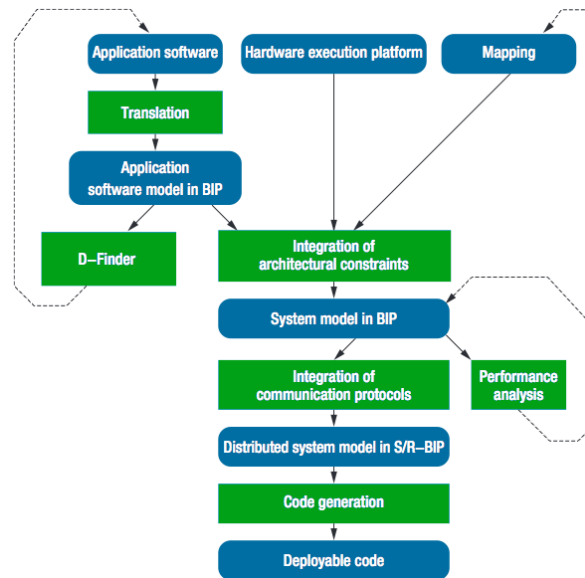 Application software
Hardware execution platform
Mapping
Translation
Application
software model in BIP
D–Finder
Integration of
architectural constraints
System model in BIP
Integration of
communication protocols
Performance
analysis
Distributed system model in S/R–BIP
Code generation
Deployable code